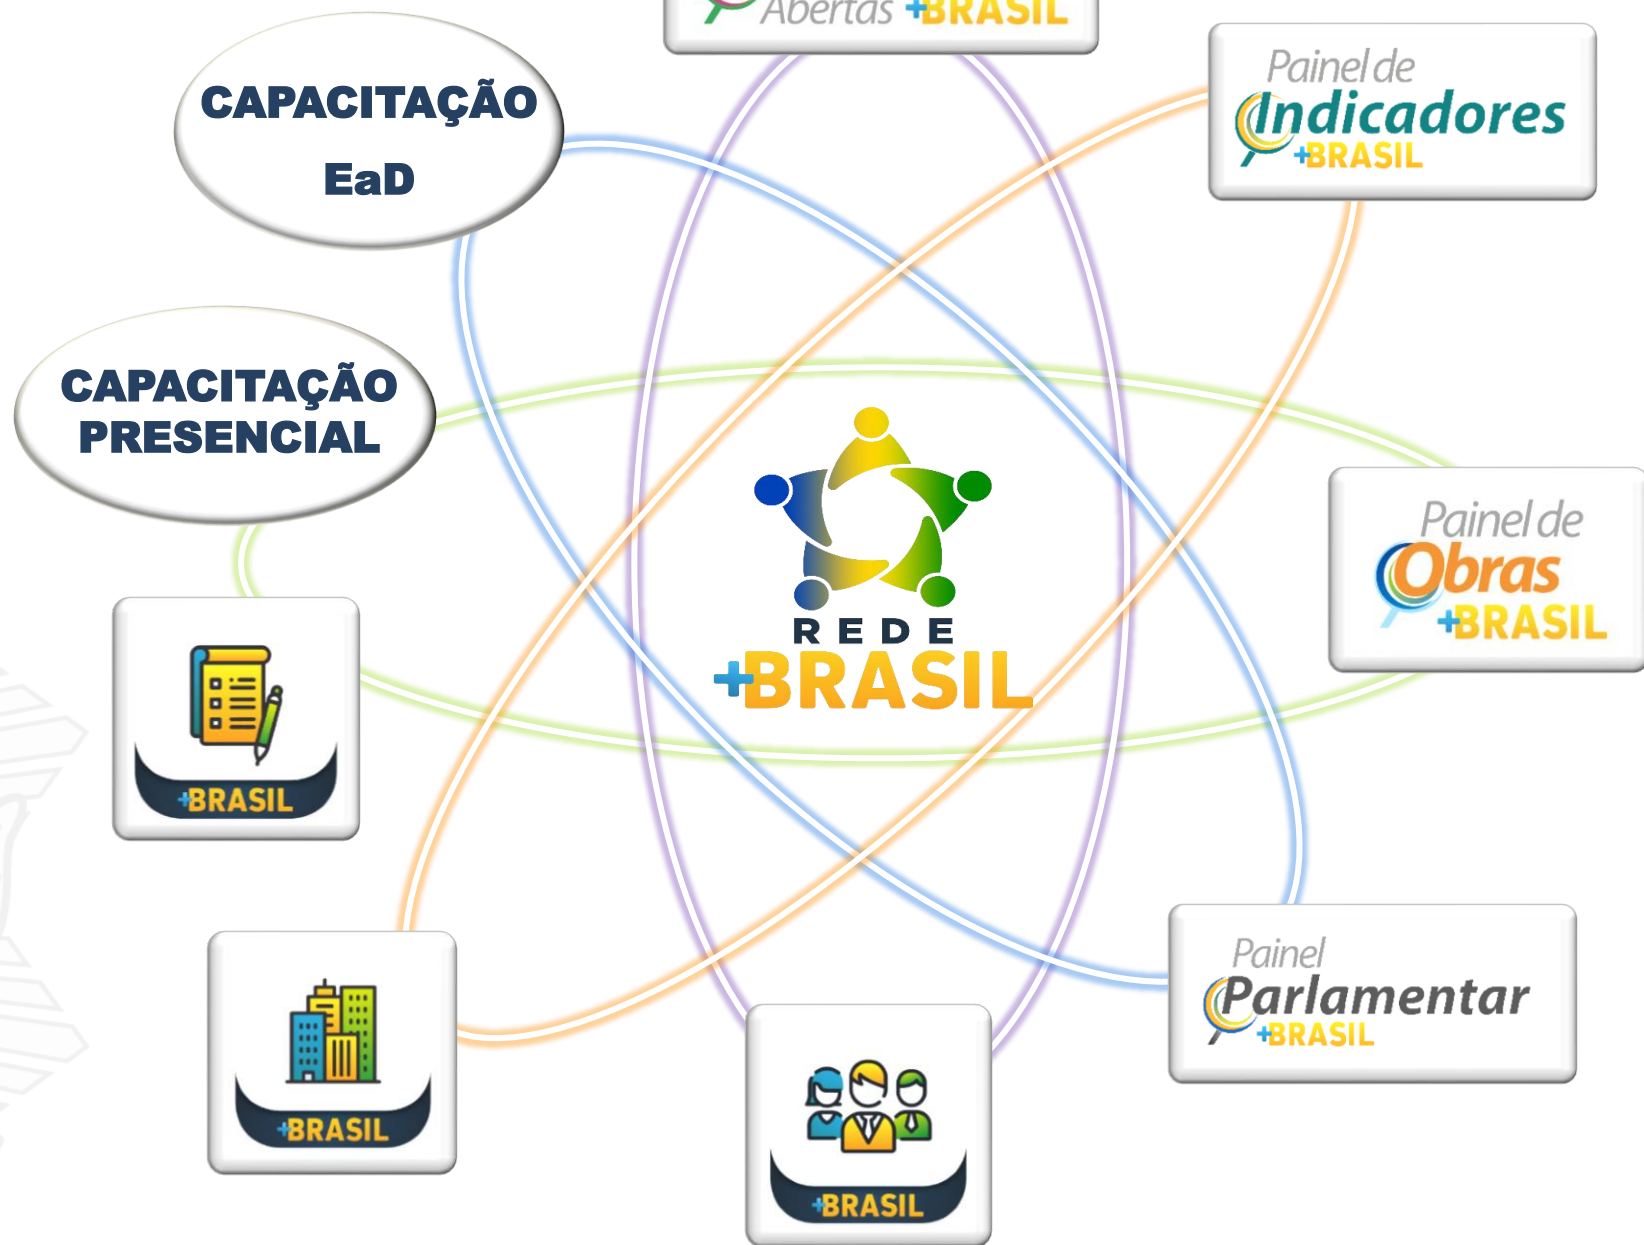 Abertas +BRASIL
CAPACITAÇÃO
EaD
Painel de
Indicadores
+BRASIL
CAPACITAÇÃO
PRESENCIAL
Painel de
Obras
+BRASIL
REDE
+BRASIL
+BRASIL
Painel
Parlamentar
+BRASIL
+BRASIL
+BRASIL